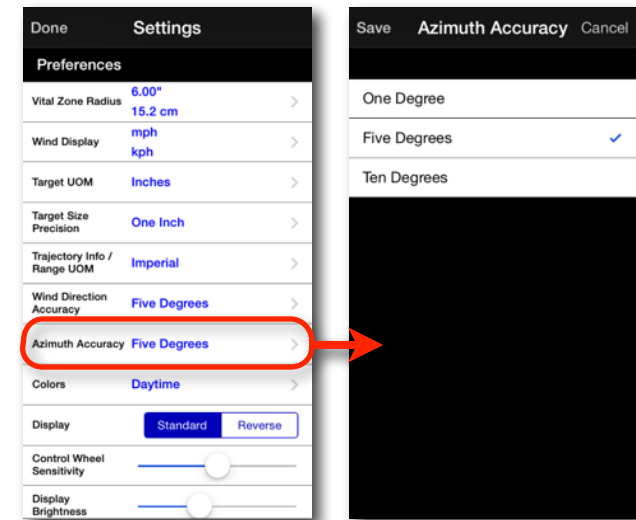 Done Settings
Preferences
Vital Zone Radius 6.00"
15.2 cm
Wind Display mph
kph
Target UOM Inches
Target Size
Precision One Inch
Trajectory Info /
Range UOM Imperial
Wind Direction
Accuracy Five Degrees
Azimuth Accuracy Five Degrees
Colors Daytime
Display Standard Reverse
Control Wheel
Sensitivity
Display
Brightness
Save Azimuth Accuracy Cancel
One Degree
Five Degrees
Ten Degrees